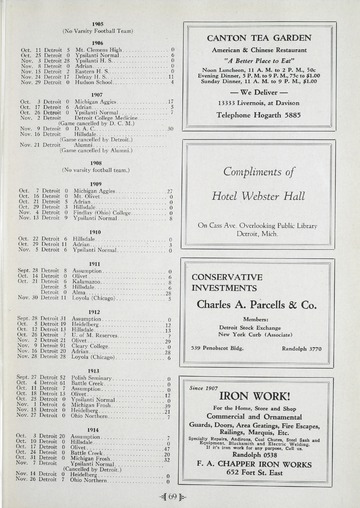 1905
(No Varsity Football Team)
1906
Oct. 11 Detroit 5 Mt. Clemens High 0
Oct. 25 Detroit 0 Ypsilanti Normal 6
Nov. 3 Detroit 28 Ypsilanti H. S. 0
Nov. 8 Detroit 0 Adrian 0
Nov. 15 Detroit 2 Eastern H. S. 0
Nov. 24 Detroit 17 Delray H. S. 11
Nov. 29 Detroit 0 Hudson School 4
1907
Oct. 3 Detroit 0 Michigan Aggies 17
Oct. 17 Detroit 6 Adrian 5
Oct. 26 Detroit 0 Ypsilanti Normal
Nov. 2 Detroit Detroit College Medicine
(Game cancelled by D. C. M.)
Nov. 9 Detroit 0 D. A. C. 30
Nov. 16 Detroit Hillsdale
(Game cancelled by Detroit.)
Nov. 21 Detroit Alumni
(Game cancelled by Alumni.)
1908
(No varsity football team.)
1909
Oct. 7 Detroit 0 Michigan Aggies 27
Oct. 16 Detroit 0 Mt. Olivet 0
Oct. 21 Detroit 5 Adrian 0
Oct. 29 Detroit 3 Hillsdale 0
Nov. 4 Detroit 0 Findlay (Ohio) College 0
Nov. 13 Detroit 9 Ypsilanti Normal
1910
Oct. 22 Detroit 6 Hillsdale 0
Oct. 29 Detroit 11 Adrian 3
Nov. 5 Detroit 6 Ypsilanti Normal 0
1911
Sept. 28 Detroit Assumption 0
Oct. 14 Detroit 0 Olivet 6
Oct. 21 Detroit 6 Kalamazoo 8
Detroit 5 Hillsdale 6
Detroit 0 Alma 28
Nov. 30 Detroit 11 Loyola (Chicago) 3
1912
Sept. 28 Detroit 31 Assumption 0
Oct. 5 Detroit 19 Heidelberg 12
Oct. 12 Detroit 13 Hillsdale 13
Oct. 26 Detroit U. of M. Reserves
Nov. 2 Detroit 21 Olivet 29
Nov. 9 Detroit 91 Cleary College 0
Nov. 16 Detroit 20 Adrian 28
Nov. 28 Detroit 28 Loyola (Chicago) 6
1913
Sept. 27 Detroit 52 Polish Seminary 0
Oct. 4 Detroit 61 Battle Creek 0
Oct. 11 Detroit 7 Assumption 0
Oct. 18 Detroit 13 Olivet 12
Oct. 25 Detroit 0 Ypsilanti Normal 0
Nov. 1 Detroit 6 Michigan Frosh
Nov. 15 Detroit 0 Heidelberg
Nov. 27 Detroit 0 Ohio Northern
1914
Oct. 3 Detroit 20 Assumption 7
Oct. 10 Detroit 0 Hillsdale 0
Oct. 17 Detroit 0 Olivet 47
Oct. 24 Detroit 0 Battle Creek 20
Oct. 31 Detroit 0 Michigan Frosh 32
Nov. 7 Detroit Ypsilanti Normal
(Cancelled by Detroit.)
Nov. 14 Detroit 0 Heidelberg
Nov. 26 Detroit 7 Ohio Northern
CANTON TEA GARDEN
American & Chinese Restaurant
"A Better Place to Eat"
Noon Luncheon, 11 A. M. to 2 P. M., 50c
Evening Dinner, 5 P. M. to 9 P. M., 75c to $1.00
Sunday Dinner, 11 A. M. to 9 P. M., $1.00
— We Deliver —
13535 Livernois, at Davison
Telephone Hogarth 5885
Compliments of
Hotel Webster Hall
On Cass Ave. Overlooking Public Library
Detroit, Mich.
CONSERVATIVE
INVESTMENTS
Charles A. Parcells & Co.
Members:
Detroit Stock Exchange
New York Curb (Associate)
539 Penobscot Bldg. Randolph 3770
Since 1907
IRON WORK!
For the Home, Store and Shop
Commercial and Ornamental
Guards, Doors, Area Gratings, Fire Escapes,
Railings, Marquis, Etc.
Specialty Repairs, Andirons, Coal Chutes, Steel Sash and
Equipment, Blacksmith and Electric Welding.
If it's iron work for any purpose, Call us.
Randolph 0538
F. A. CHAPPER IRON WORKS
652 Fort St. East
69